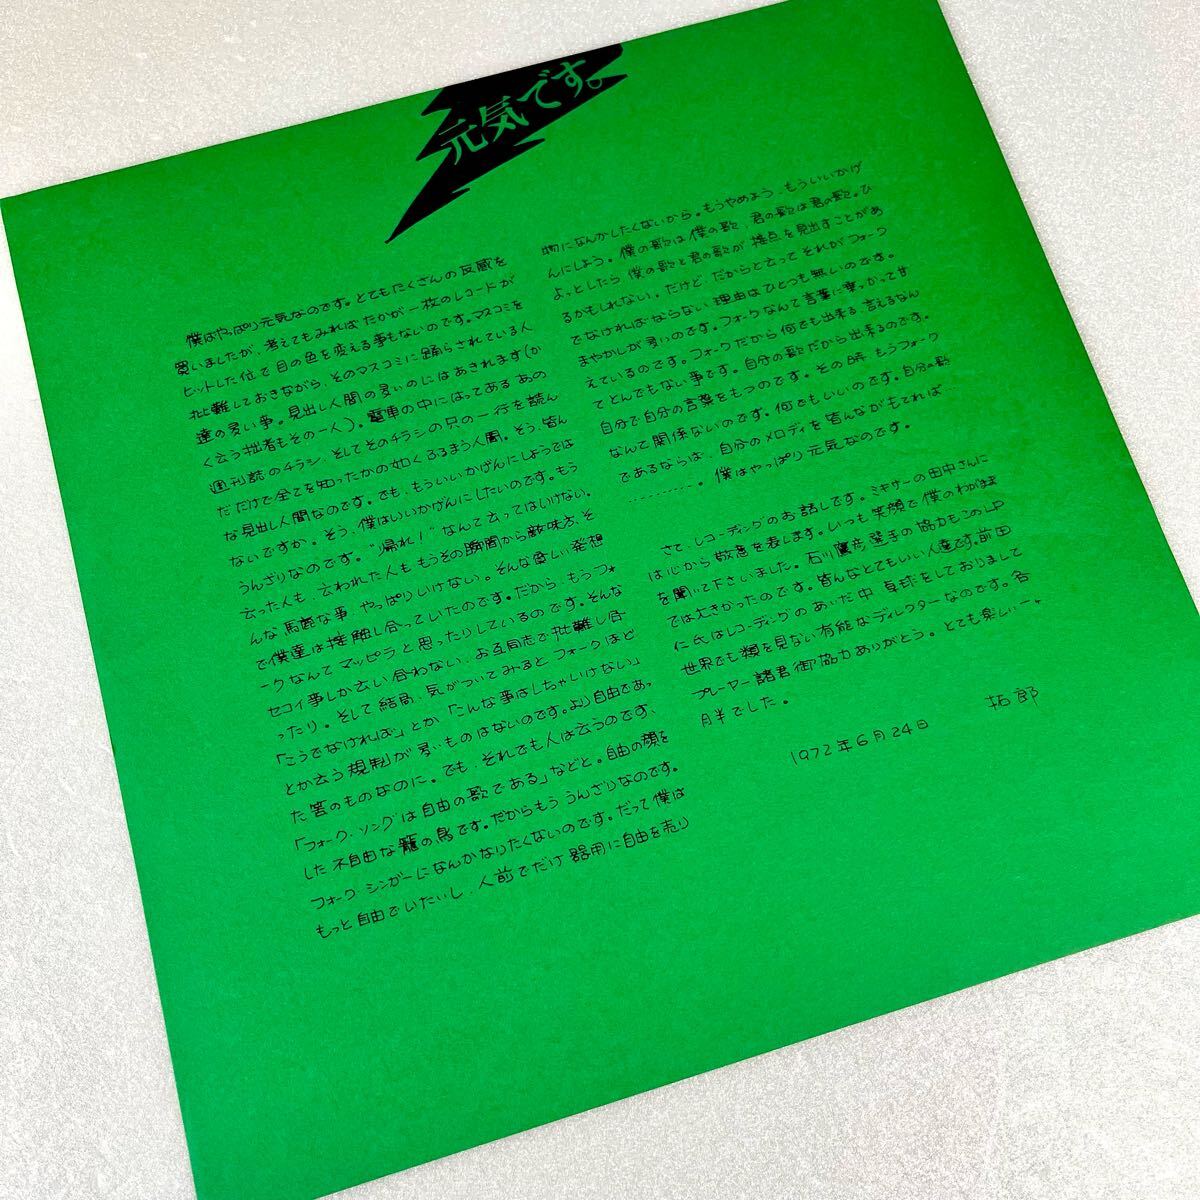 元気です。
僕はやっぱり元気なのです。とてもたくさんの反感を
買いましたが、考えてもみれば たかが一枚のレコードが
ヒットした位で目の色を変える事もないのです。マスコミを
批難しておきながら、そのマスコミに踊らされている人
達の多い事。見出し人間の多いのにはあきれます(か
く云う拙者もその一人)。電車の中にはってある あの
週刊誌のチラシ、そしてそのチラシの只の一行を読ん
だだけで全てを知ったかの如くふるまう人間。そう、皆ん
な見出し人間なのです。でも、もういいかげんにしようでは
ないですか。そう、僕はいいかげんにしたいのです。もう
うんざりなのです。“帰れ!”なんて云ってはいけない。
云った人も 云われた人も もうその瞬間から敵味方、そ
んな馬鹿な事 やっぱりいけない。そんな貧しい発想
で僕達は接触し合っていたのです。だから もうフォ
ークなんて マッピラと思ったりしているのです。そんな
セコイ事しか云い合わない、お互同志で批難し合
ったり。そして結局、気がついてみると フォークほど
「こうでなければ」とか「こんな事はしちゃいけない」
とか云う規制が多いものはないのです。より自由であっ
た筈のものなのに。でも、それでも人は云うのです、
「フォーク・ソングは自由の歌である」などと。自由の顔を
した不自由な籠の鳥です。だからもう うんざりなのです。
フォーク・シンガーになんかなりたくないのです。だって僕は
もっと自由でいたいし、人前でだけ 器用に自由を売り
物になんかしたくないから。もうやめよう、もういいかげ
んにしよう。僕の歌は僕の歌、君の歌は君の歌。ひ
ょっとしたら 僕の歌と君の歌が 接点を見出すことがあ
るかもしれない。だけど だからと云って それがフォーク
でなければならない理由はひとつも無いのです。
まやかしが多いのです。フォークなんて言葉に乗っかって甘
えているのです。フォークだから何でも出来る、言えるなん
てとんでもない事です。自分の歌だから出来るのです。
自分で自分の言葉をもつのです。その時 もうフォーク
なんて関係ないのです。何でもいいのです。自分の歌
であるならば、自分のメロディを 皆んながもてれば…
…………。僕はやっぱり元気なのです。
さて、レコーディングのお話しです。ミキサーの田中さんに
は心から敬意を表します。いつも笑顔で僕のわがまま
を聞いて下さいました。石川鷹彦選手の協力もこのLP
では大きかったのです。皆んなとてもいい人達です。前田
仁氏はレコーディングのあいだ中 卓球をしておりまして
世界でも類を見ない有能なディレクターなのです。各
プレーヤー諸君御協力ありがとう。とても楽しい一ヶ
月半でした。
1972年6月24日 拓郎